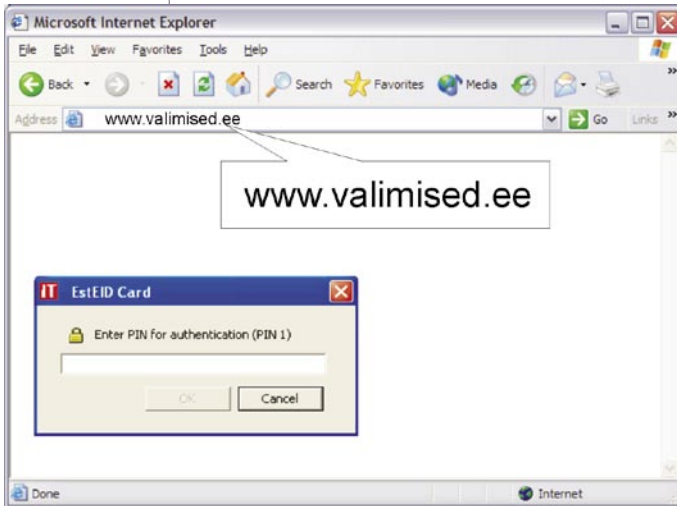 Microsoft Internet Explorer
File Edit View Favorites Tools Help
Back Search Favorites Media »
Address www.valimised.ee Go Links »
www.valimised.ee
IT EstEID Card
Enter PIN for authentication (PIN 1)
OK Cancel
Done Internet